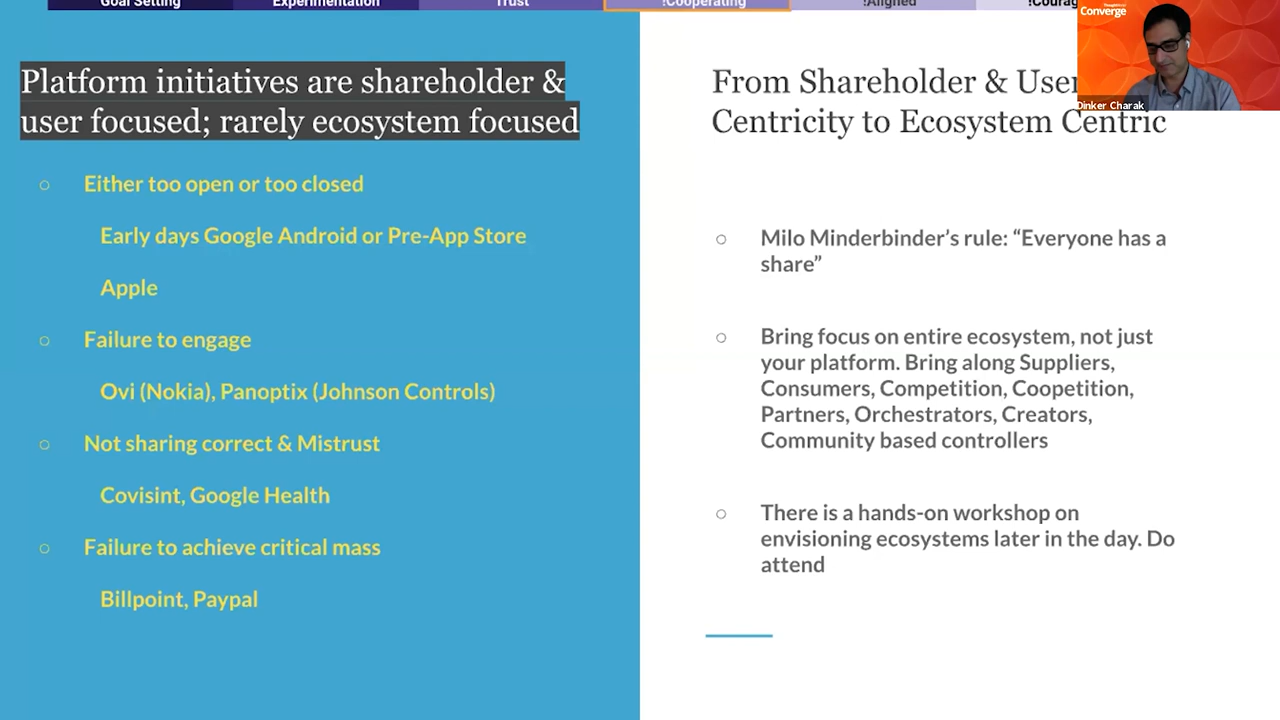 Goal Setting
Experimentation
Trust
!Cooperating
!Aligned
!Courag
Converge
Dinker Charak
Platform initiatives are shareholder &
user focused; rarely ecosystem focused
Either too open or too closed
Early days Google Android or Pre-App Store
Apple
Failure to engage
Ovi (Nokia), Panoptix (Johnson Controls)
Not sharing correct & Mistrust
Covisint, Google Health
Failure to achieve critical mass
Billpoint, Paypal
From Shareholder & User
Centricity to Ecosystem Centric
Milo Minderbinder’s rule: “Everyone has a
share”
Bring focus on entire ecosystem, not just
your platform. Bring along Suppliers,
Consumers, Competition, Coopetition,
Partners, Orchestrators, Creators,
Community based controllers
There is a hands-on workshop on
envisioning ecosystems later in the day. Do
attend